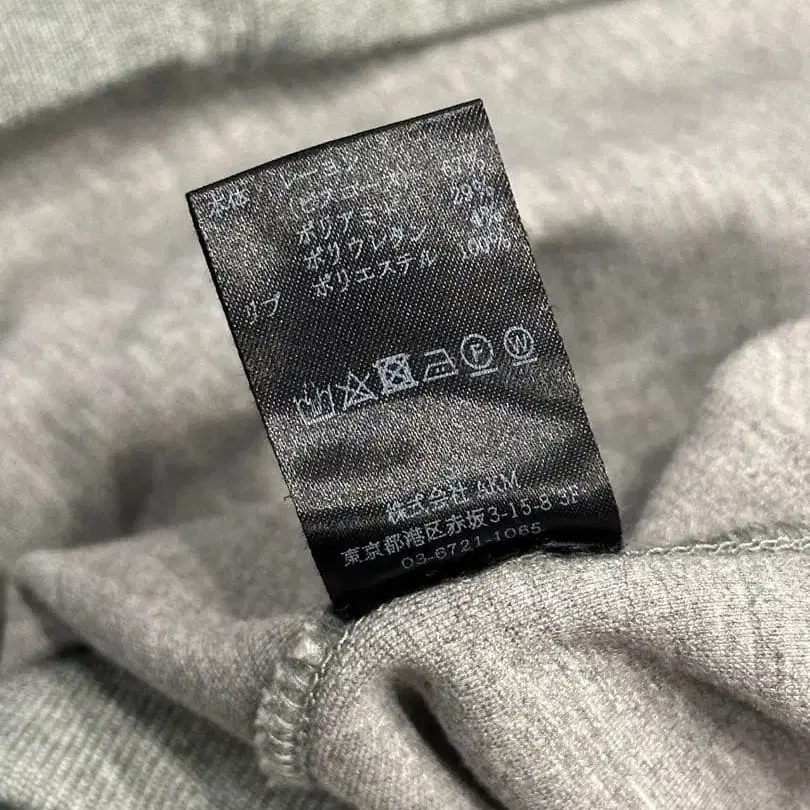 本体 レーヨン 67%
(ビスコース)
ポリアミド 29%
ポリウレタン 4%
リブ ポリエステル 100%
P W
株式会社 AKM
東京都港区赤坂3-15-8 3F
03-6721-1065